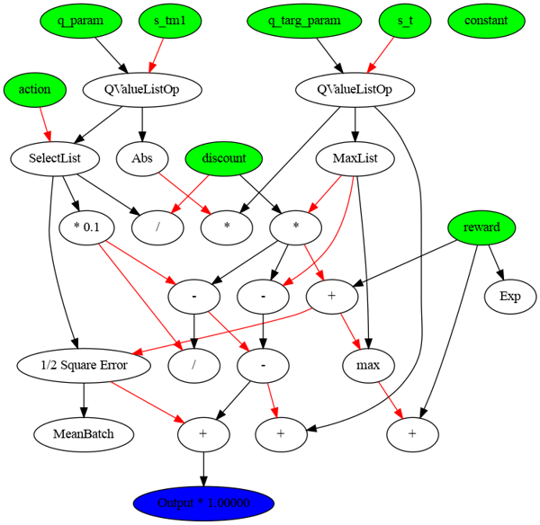 q_param
s_tm1
q_targ_param
s_t
constant
action
QValueListOp
QValueListOp
SelectList
Abs
discount
MaxList
* 0.1
/
*
*
reward
-
-
+
Exp
1/2 Square Error
/
-
max
MeanBatch
+
+
+
Output * 1.00000